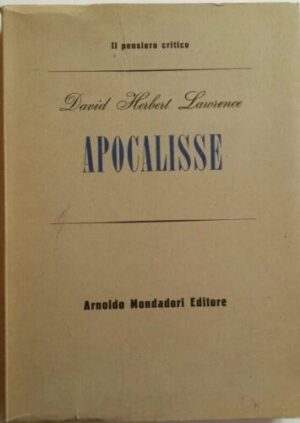 Il pensiero critico
David Herbert Lawrence
APOCALISSE
Arnoldo Mondadori Editore